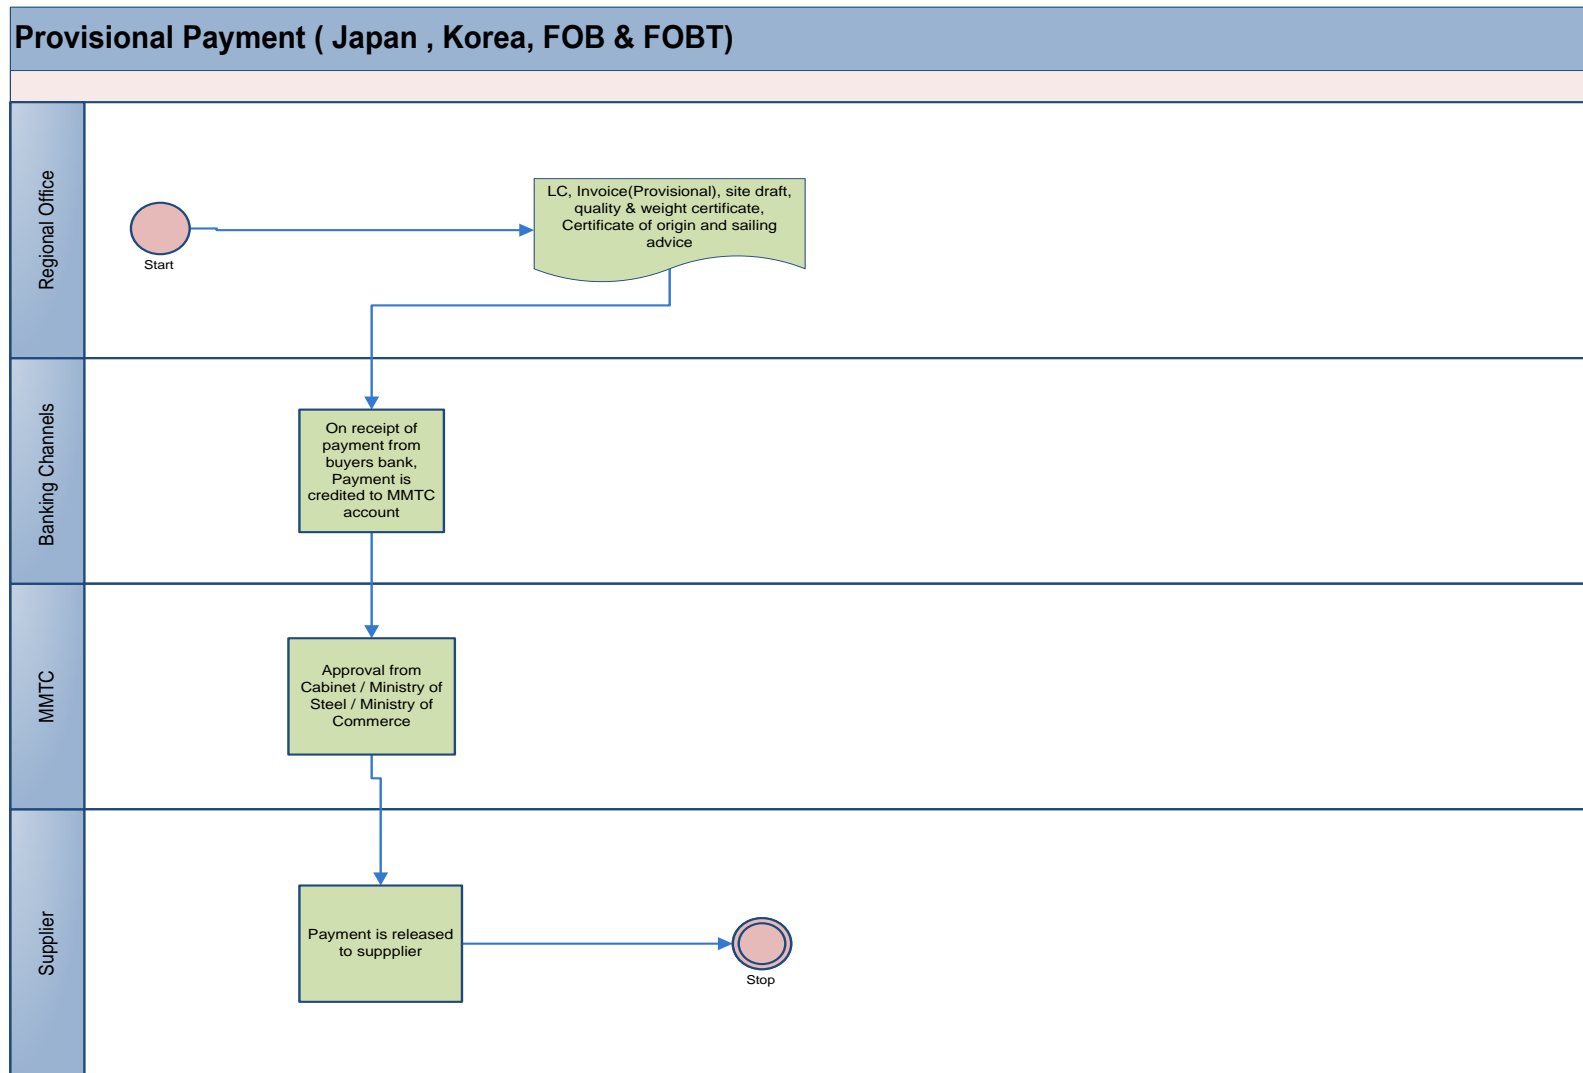 Provisional Payment ( Japan , Korea, FOB & FOBT)
Regional Office
Start
LC, Invoice(Provisional), site draft,
quality & weight certificate,
Certificate of origin and sailing
advice
Banking Channels
On receipt of
payment from
buyers bank,
Payment is
credited to MMTC
account
MMTC
Approval from
Cabinet / Ministry of
Steel / Ministry of
Commerce
Supplier
Payment is released
to suppplier
Stop